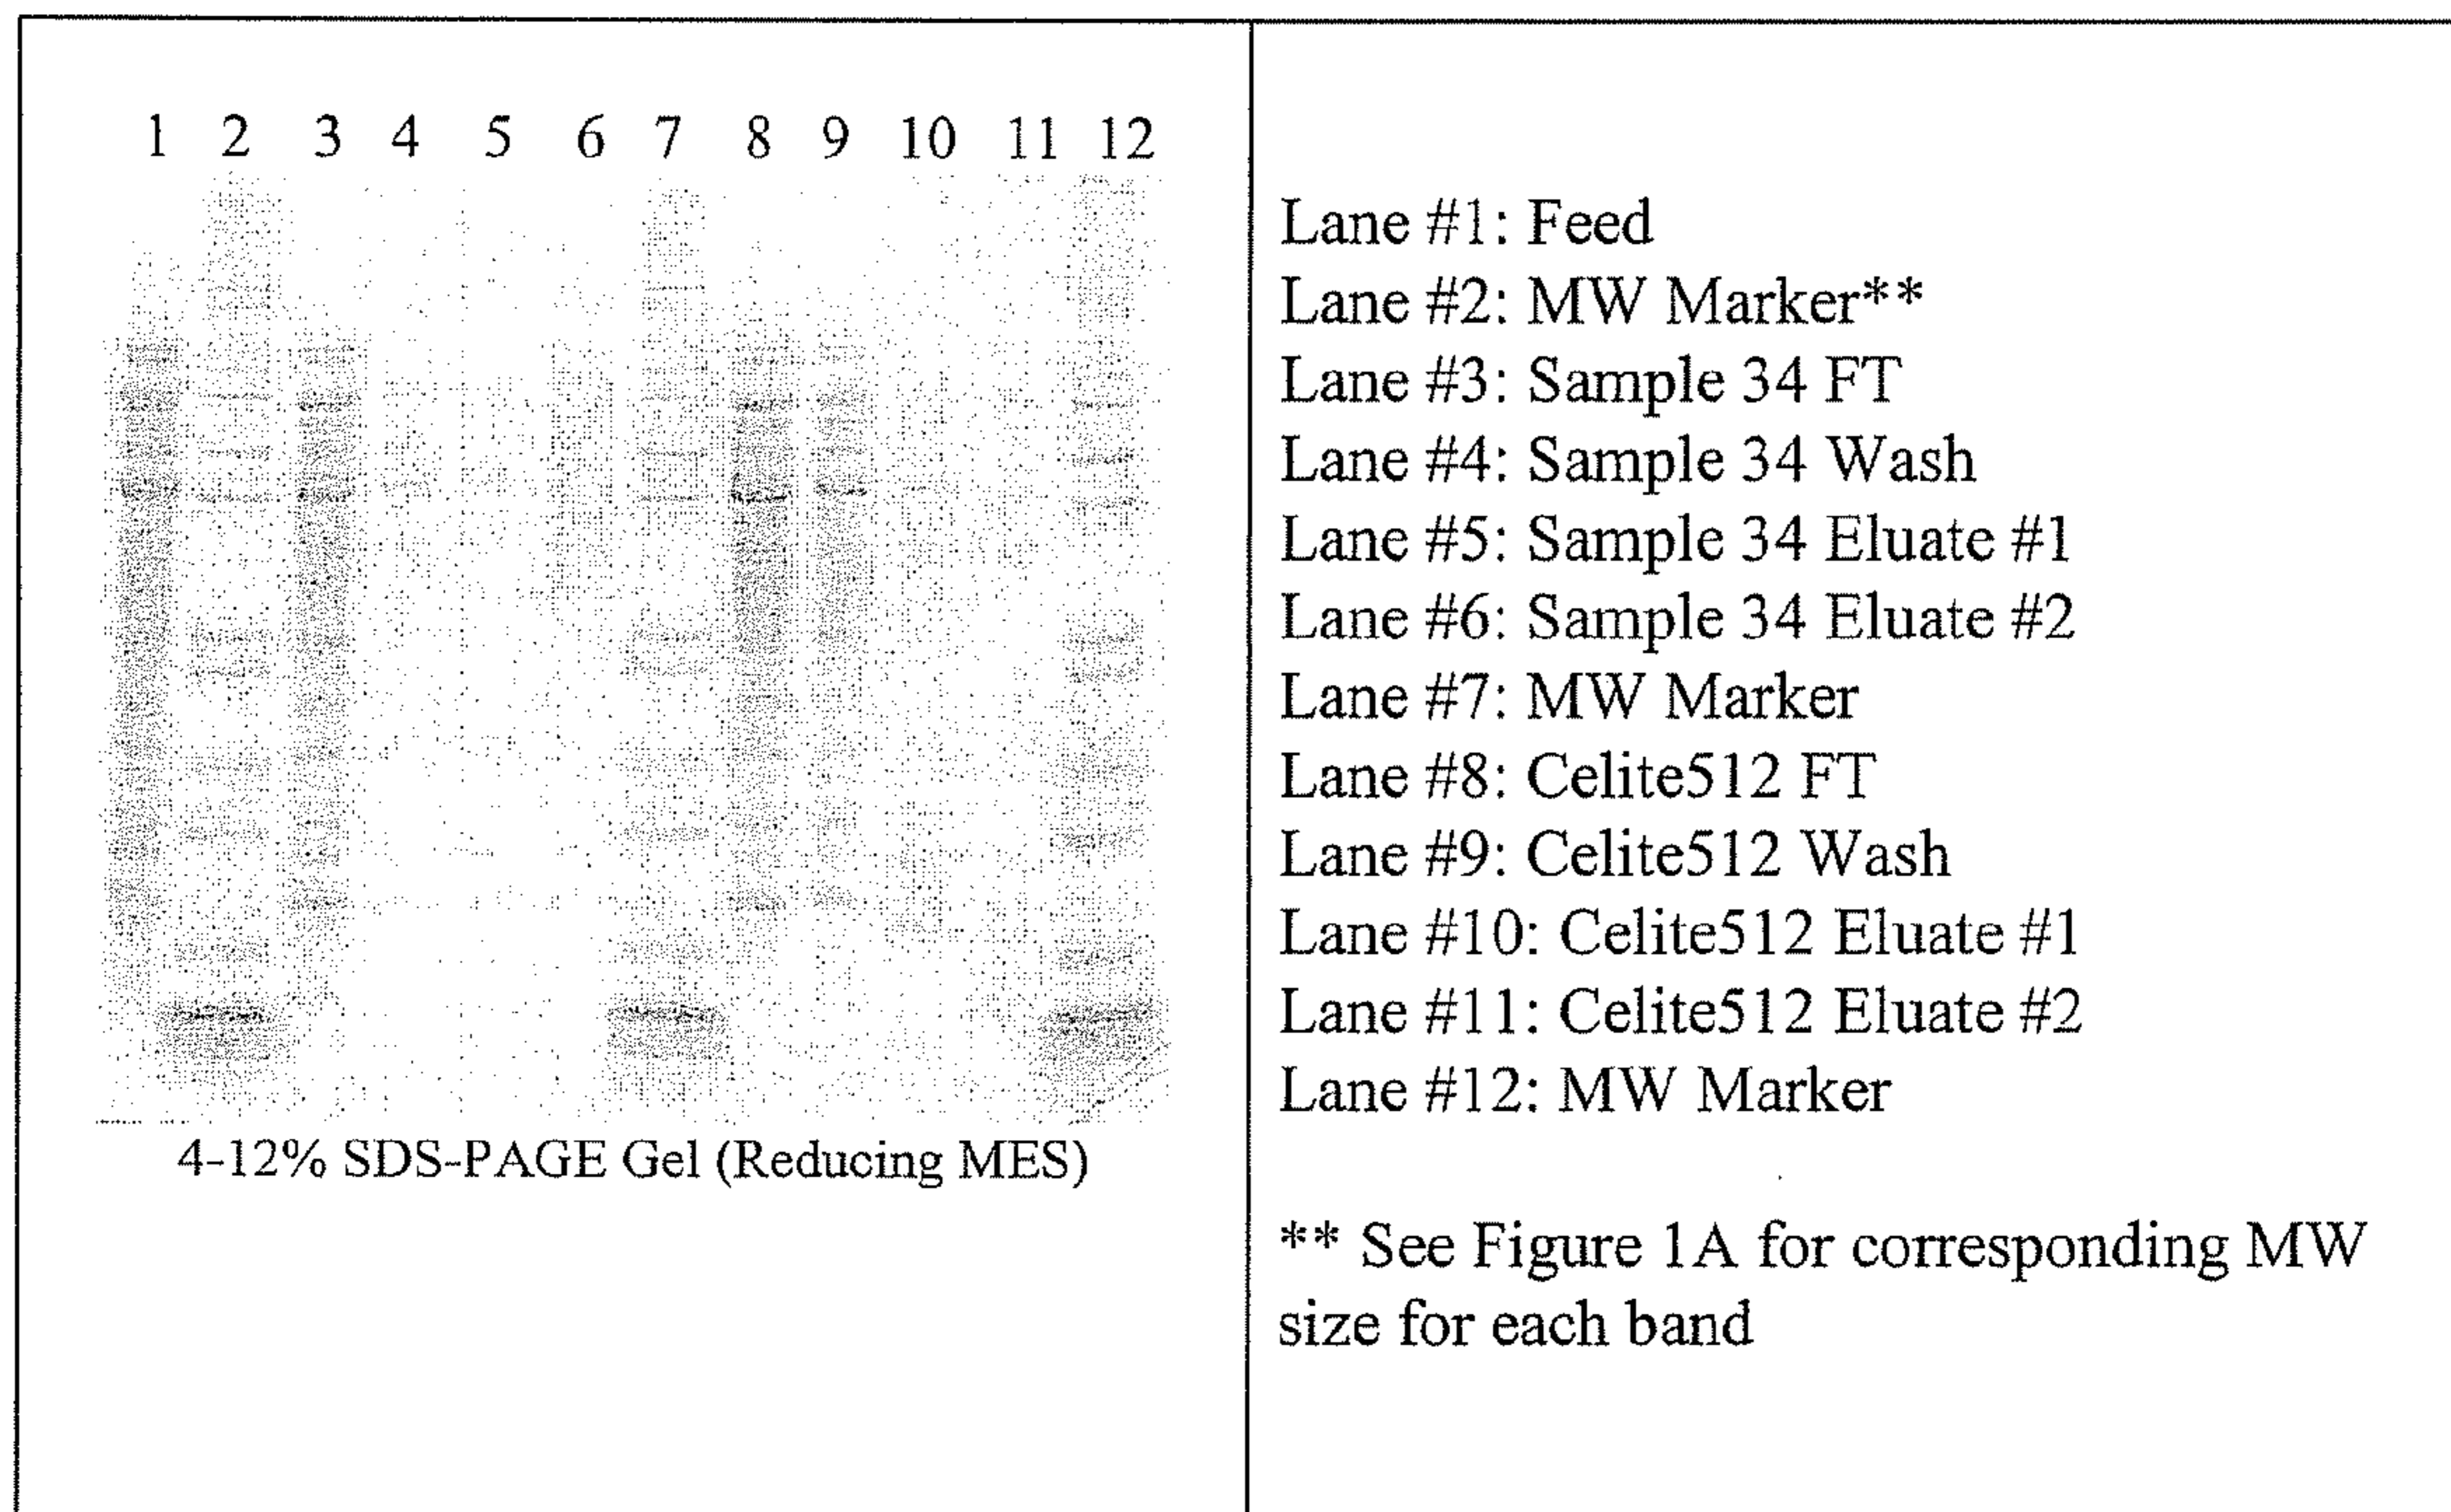 1 2 3 4 5 6 7 8 9 10 11 12
4-12% SDS-PAGE Gel (Reducing MES)
Lane #1: Feed
Lane #2: MW Marker**
Lane #3: Sample 34 FT
Lane #4: Sample 34 Wash
Lane #5: Sample 34 Eluate #1
Lane #6: Sample 34 Eluate #2
Lane #7: MW Marker
Lane #8: Celite512 FT
Lane #9: Celite512 Wash
Lane #10: Celite512 Eluate #1
Lane #11: Celite512 Eluate #2
Lane #12: MW Marker
** See Figure 1A for corresponding MW
size for each band